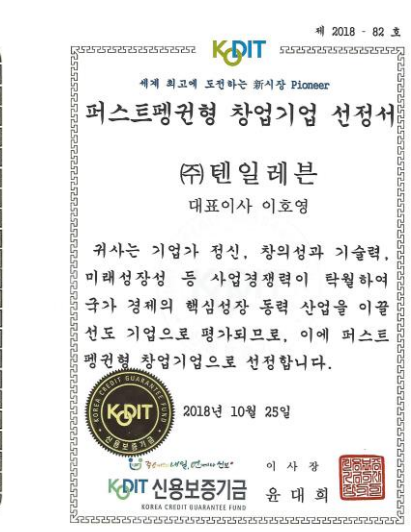 제 2018 - 82 호
KODIT
세계 최고에 도전하는 新시장 Pioneer
퍼스트펭귄형 창업기업 선정서
㈜텐일레븐
대표이사 이호영
귀사는 기업가 정신, 창의성과 기술력,
미래성장성 등 사업경쟁력이 탁월하여
국가 경제의 핵심성장 동력 산업을 이끌
선도 기업으로 평가되므로, 이에 퍼스트
펭귄형 창업기업으로 선정합니다.
KOREA CREDIT GUARANTEE FUND
KODIT
신용보증기금
2018년 10월 25일
이 사 장
KODIT 신용보증기금
윤 대 희
KOREA CREDIT GUARANTEE FUND